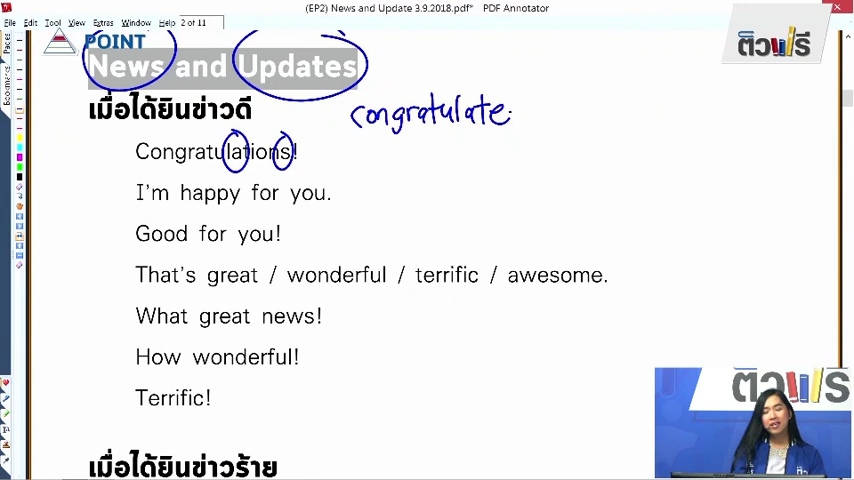 (EP2) News and Update 3.9.2018.pdf* PDF Annotator
File Edit Tool View Extras Window Help 2 of 11
Pages
Bookmarks
POINT
ติวฟรี
News and Updates
เมื่อได้ยินข่าวดี
congratulate.
Congratulations!
I'm happy for you.
Good for you!
That's great / wonderful / terrific / awesome.
What great news!
How wonderful!
Terrific!
ติวฟรี
เมื่อได้ยินข่าวร้าย